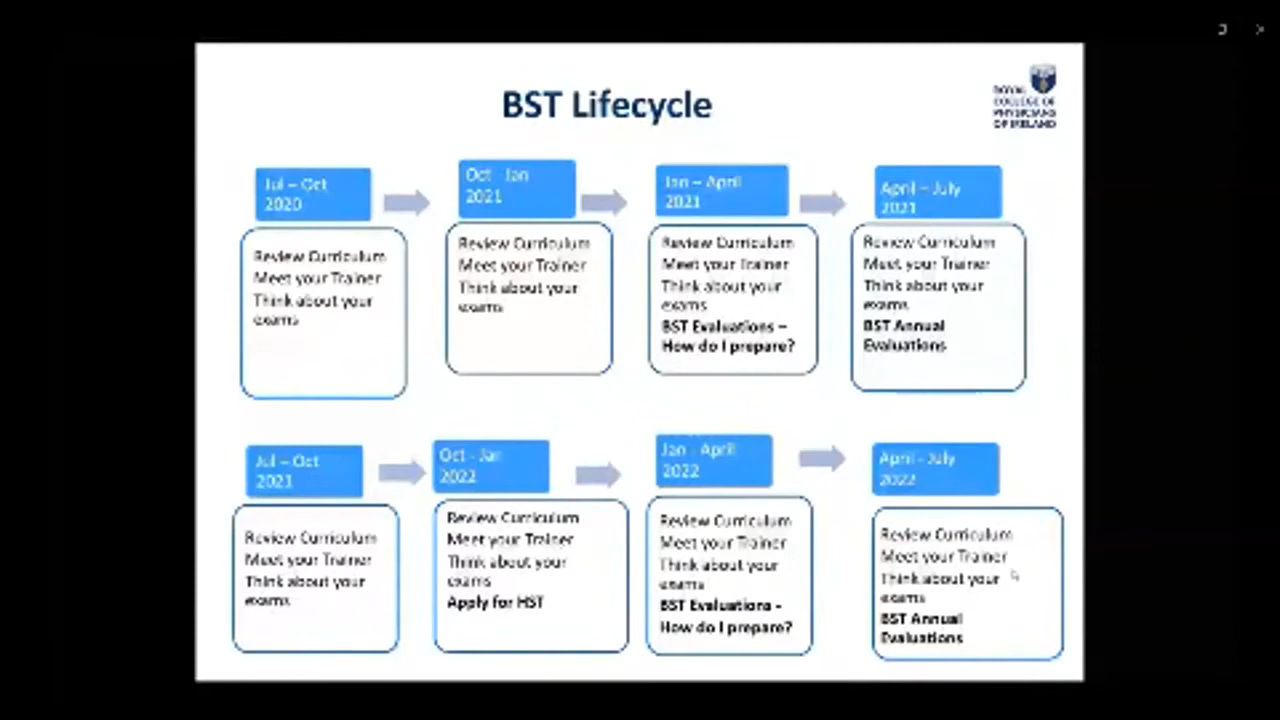 BST Lifecycle
ROYAL
COLLEGE OF
PHYSICIANS
OF IRELAND
Jul – Oct
2020
Review Curriculum
Meet your Trainer
Think about your
exams
Oct - Jan
2021
Review Curriculum
Meet your Trainer
Think about your
exams
Jan – April
2021
Review Curriculum
Meet your Trainer
Think about your
exams
BST Evaluations –
How do I prepare?
April – July
2021
Review Curriculum
Meet your Trainer
Think about your
exams
BST Annual
Evaluations
Jul – Oct
2021
Review Curriculum
Meet your Trainer
Think about your
exams
Oct - Jan
2022
Review Curriculum
Meet your Trainer
Think about your
exams
Apply for HST
Jan - April
2022
Review Curriculum
Meet your Trainer
Think about your
exams
BST Evaluations -
How do I prepare?
April - July
2022
Review Curriculum
Meet your Trainer
Think about your
exams
BST Annual
Evaluations